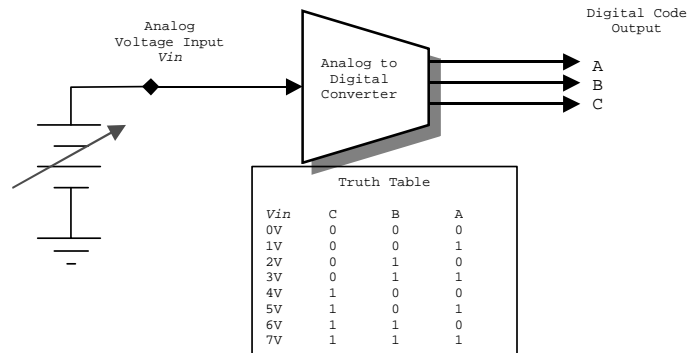 Analog
Voltage Input
Vin
Analog to
Digital
Converter
Digital Code
Output
A
B
C
Truth Table
Vin C B A
0V 0 0 0
1V 0 0 1
2V 0 1 0
3V 0 1 1
4V 1 0 0
5V 1 0 1
6V 1 1 0
7V 1 1 1